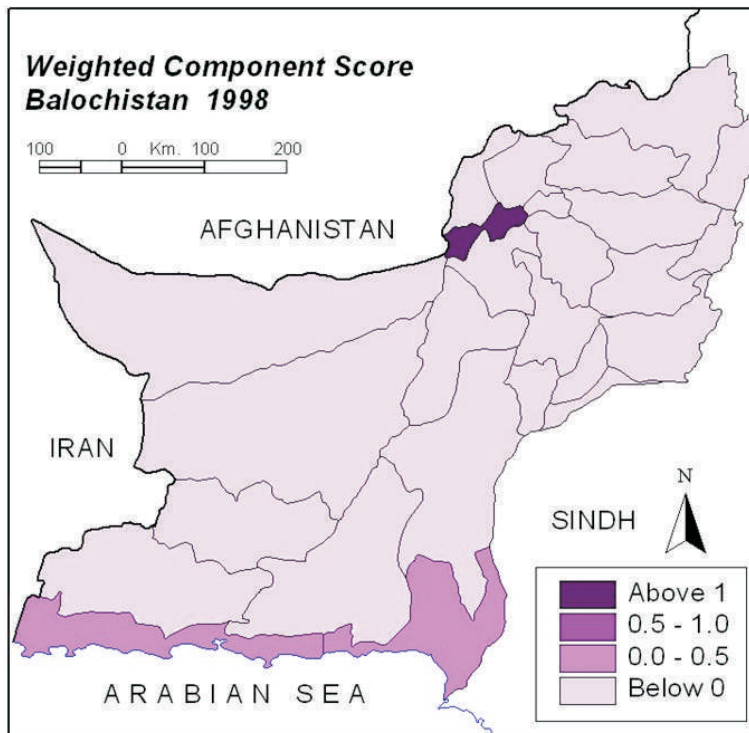 Weighted Component Score
Balochistan 1998
100 0 Km. 100 200
AFGHANISTAN
IRAN
N
SINDH
Above 1
0.5 - 1.0
0.0 - 0.5
Below 0
ARABIAN SEA